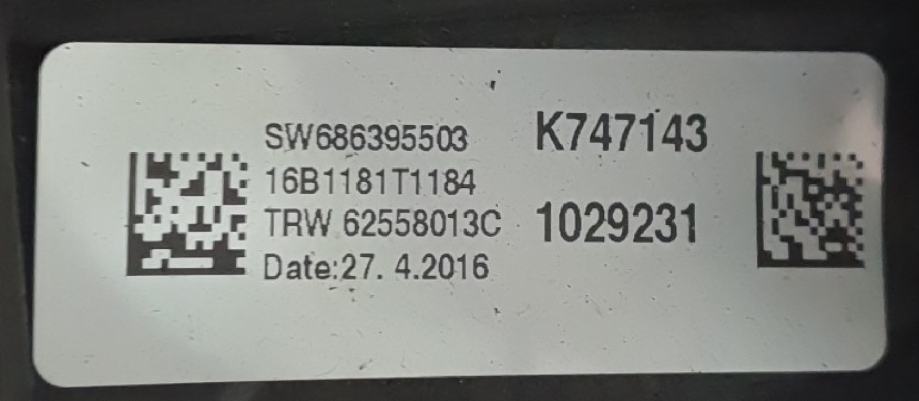 SW686395503
16B1181T1184
TRW 62558013C
Date:27. 4.2016
K747143
1029231